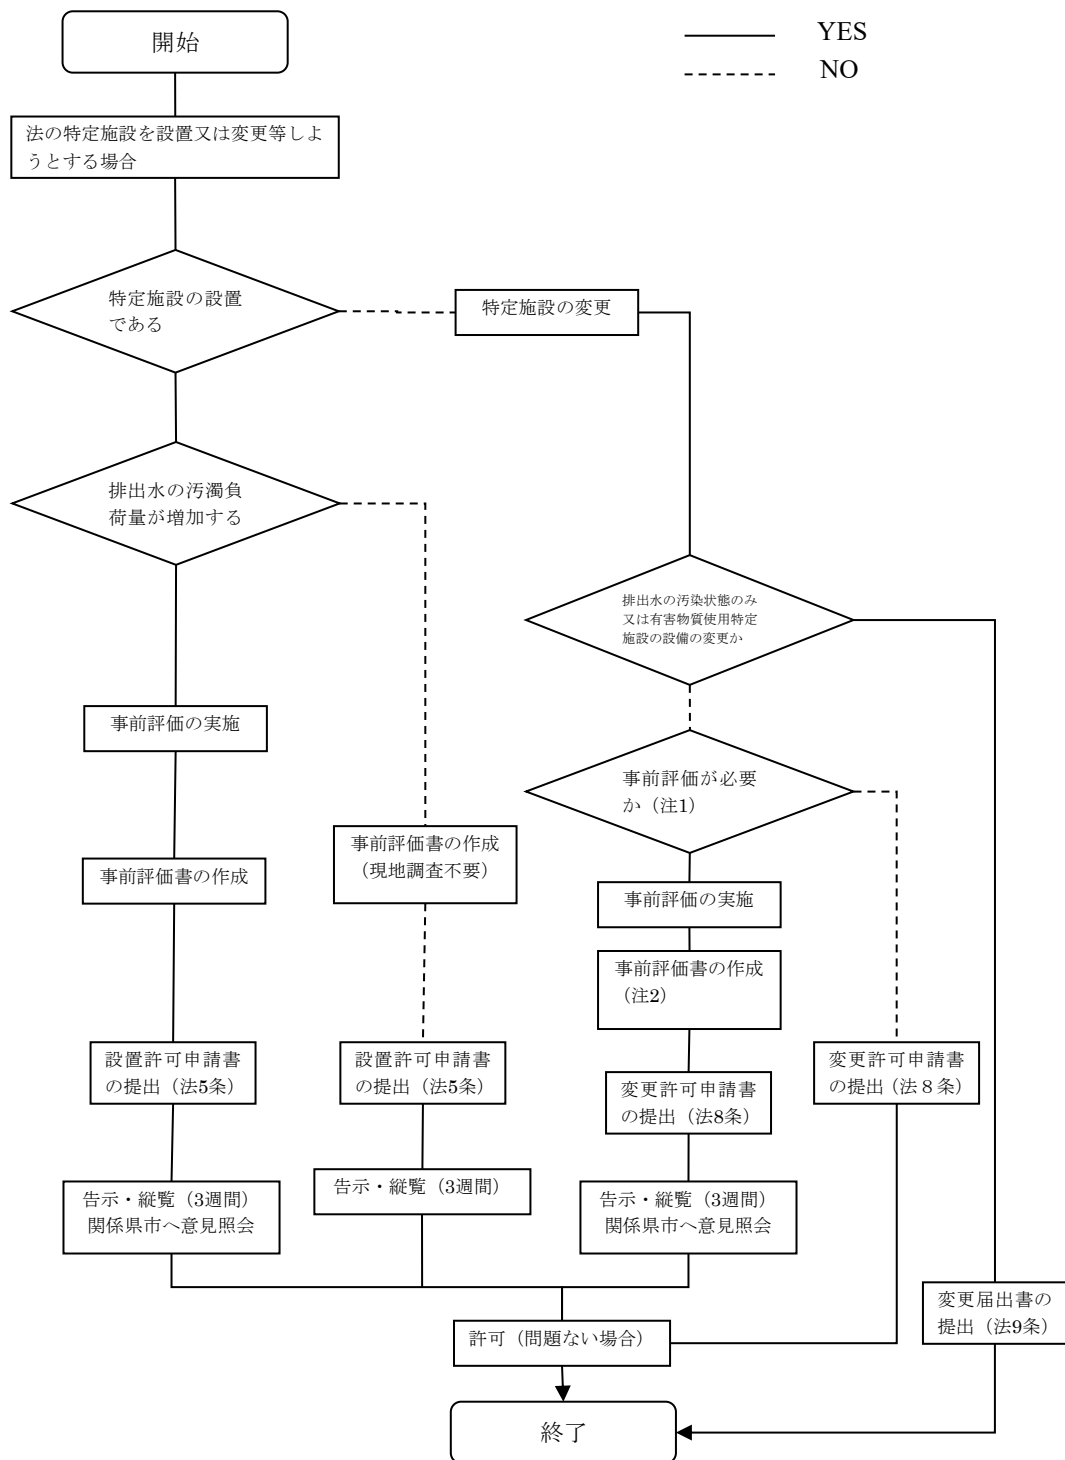 開始
YES
NO
法の特定施設を設置又は変更等しよ
うとする場合
特定施設の設置
である
特定施設の変更
排出水の汚濁負
荷量が増加する
排出水の汚染状態のみ
又は有害物質使用特定
施設の設備の変更か
事前評価の実施
事前評価が必要
か（注1）
事前評価書の作成
（現地調査不要）
事前評価書の作成
事前評価の実施
事前評価書の作成
（注2）
設置許可申請書
の提出（法5条）
設置許可申請書
の提出（法5条）
変更許可申請書
の提出（法8条）
変更許可申請書
の提出（法８条）
告示・縦覧（3週間）
関係県市へ意見照会
告示・縦覧（3週間）
告示・縦覧（3週間）
関係県市へ意見照会
変更届出書の
提出（法9条）
許可（問題ない場合）
終了